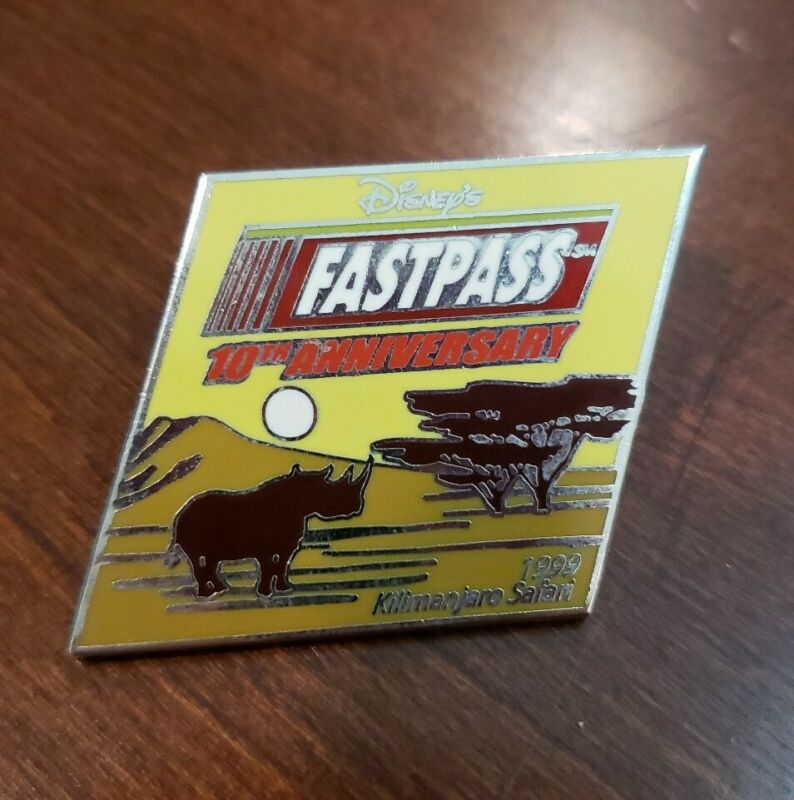 Disney's
FASTPASS SM
10TH ANNIVERSARY
1999
Kilimanjaro Safari